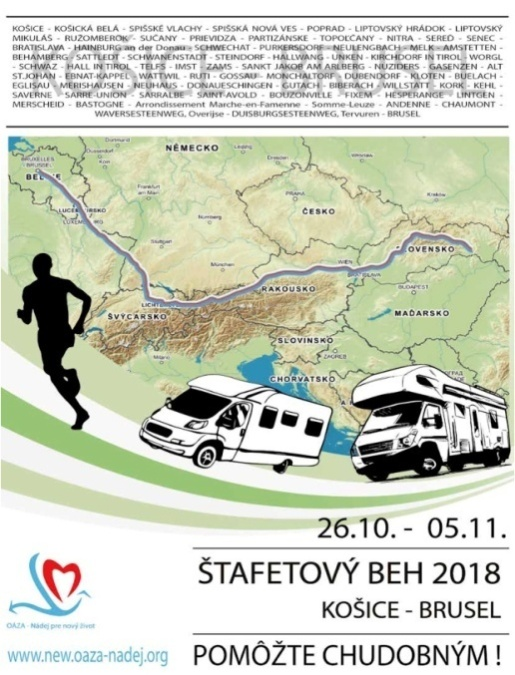 KOŠICE - KOŠICKÁ BELÁ - SPIŠSKÉ VLACHY - SPIŠSKÁ NOVÁ VES - POPRAD - LIPTOVSKÝ HRÁDOK - LIPTOVSKÝ
MIKULÁŠ - RUŽOMBEROK - SUČANY - PRIEVIDZA - PARTIZÁNSKE - TOPOĽČANY - NITRA - SEREĎ - SENEC -
BRATISLAVA - HAINBURG an der Donau - SCHWECHAT - PURKERSDORF - NEULENGBACH - MELK - AMSTETTEN -
BEHAMBERG - SATTLEDT - SCHWANENSTADT - STEINDORF - HALLWANG - UNKEN - KIRCHDORF IN TIROL - WORGL
- SCHWAZ - HALL IN TIROL - TELFS - IMST - ZAMS - SANKT JAKOB AM ARLBERG - NUZIDERS - GASENZEN - ALT
ST.JOHAN - EBNAT-KAPPEL - WATTWIL - RUTI - GOSSAU - MONCHALTORF - DUBENDORF - KLOTEN - BUELACH -
EGLISAU - MERISHAUSEN - NEUHAUS - DONAUESCHINGEN - GUTACH - BIBERACH - WILLSTATT - KORK - KEHL -
SAVERNE - SARRE-UNION - SARRALBE - SAINT-AVOLD - BOUZONVILLE - FIXEM - HESPERANGE - LINTGEN -
MERSCHEID - BASTOGNE - Arrondissement Marche-en-Famenne - Somme-Leuze - ANDENNE - CHAUMONT -
WAVERSESTEENWEG, Overijse - DUISBURGSESTEENWEG, Tervuren - BRUSEL
NĚMECKO
ČESKO
OVENSKO
WIEN
BUDAPEST
RAKOUSKO
MAĎARSKO
ŠVÝCARSKO
SLOVINSKO
ZAGREB
CHORVATSKO
26.10. - 05.11.
ŠTAFETOVÝ BEH 2018
KOŠICE - BRUSEL
OÁZA - Nádej pre nový život
www.new.oaza-nadej.org
POMÔŽTE CHUDOBNÝM !